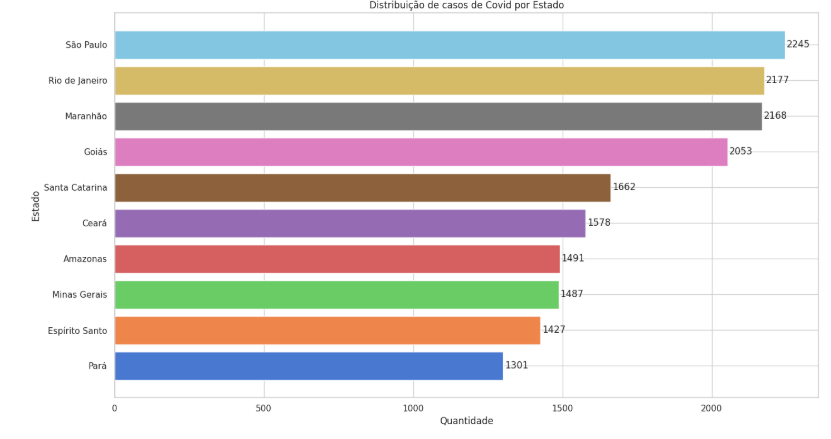 Distribuição de casos de Covid por Estado
São Paulo 2245
Rio de Janeiro 2177
Maranhão 2168
Goiás 2053
Santa Catarina 1662
Ceará 1578
Amazonas 1491
Minas Gerais 1487
Espírito Santo 1427
Pará 1301
Estado
0 500 1000 1500 2000
Quantidade